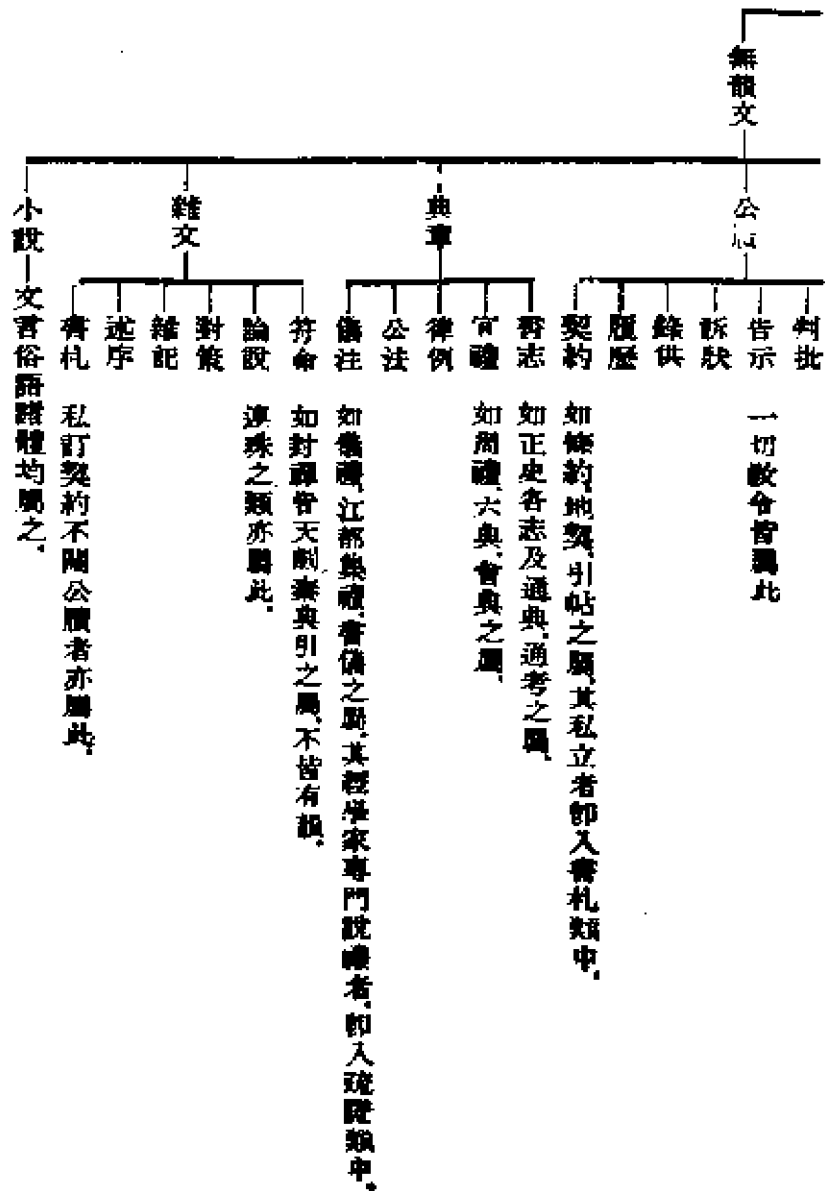 無韻文
公牘
判批
告示 一切敎令皆屬此
訴狀
錄供
履歷
契約 如條約、地契、引帖之屬、其私立者卽入書札類中、
典章
書志 如正史各志及通典、通考之屬、
官禮 如周禮、六典、會典之屬、
律例
公法
儀注 如儀禮、江都集禮、書儀之屬、其經學家專門說禮者、卽入疏證類中、
雜文
符命 如封禪告天劇秦典引之屬、不皆有韻、
論說 連珠之類亦屬此、
對策
雜記
述序
書札 私訂契約不關公牘者亦屬此、
小說 文言俗語諸體均屬之、